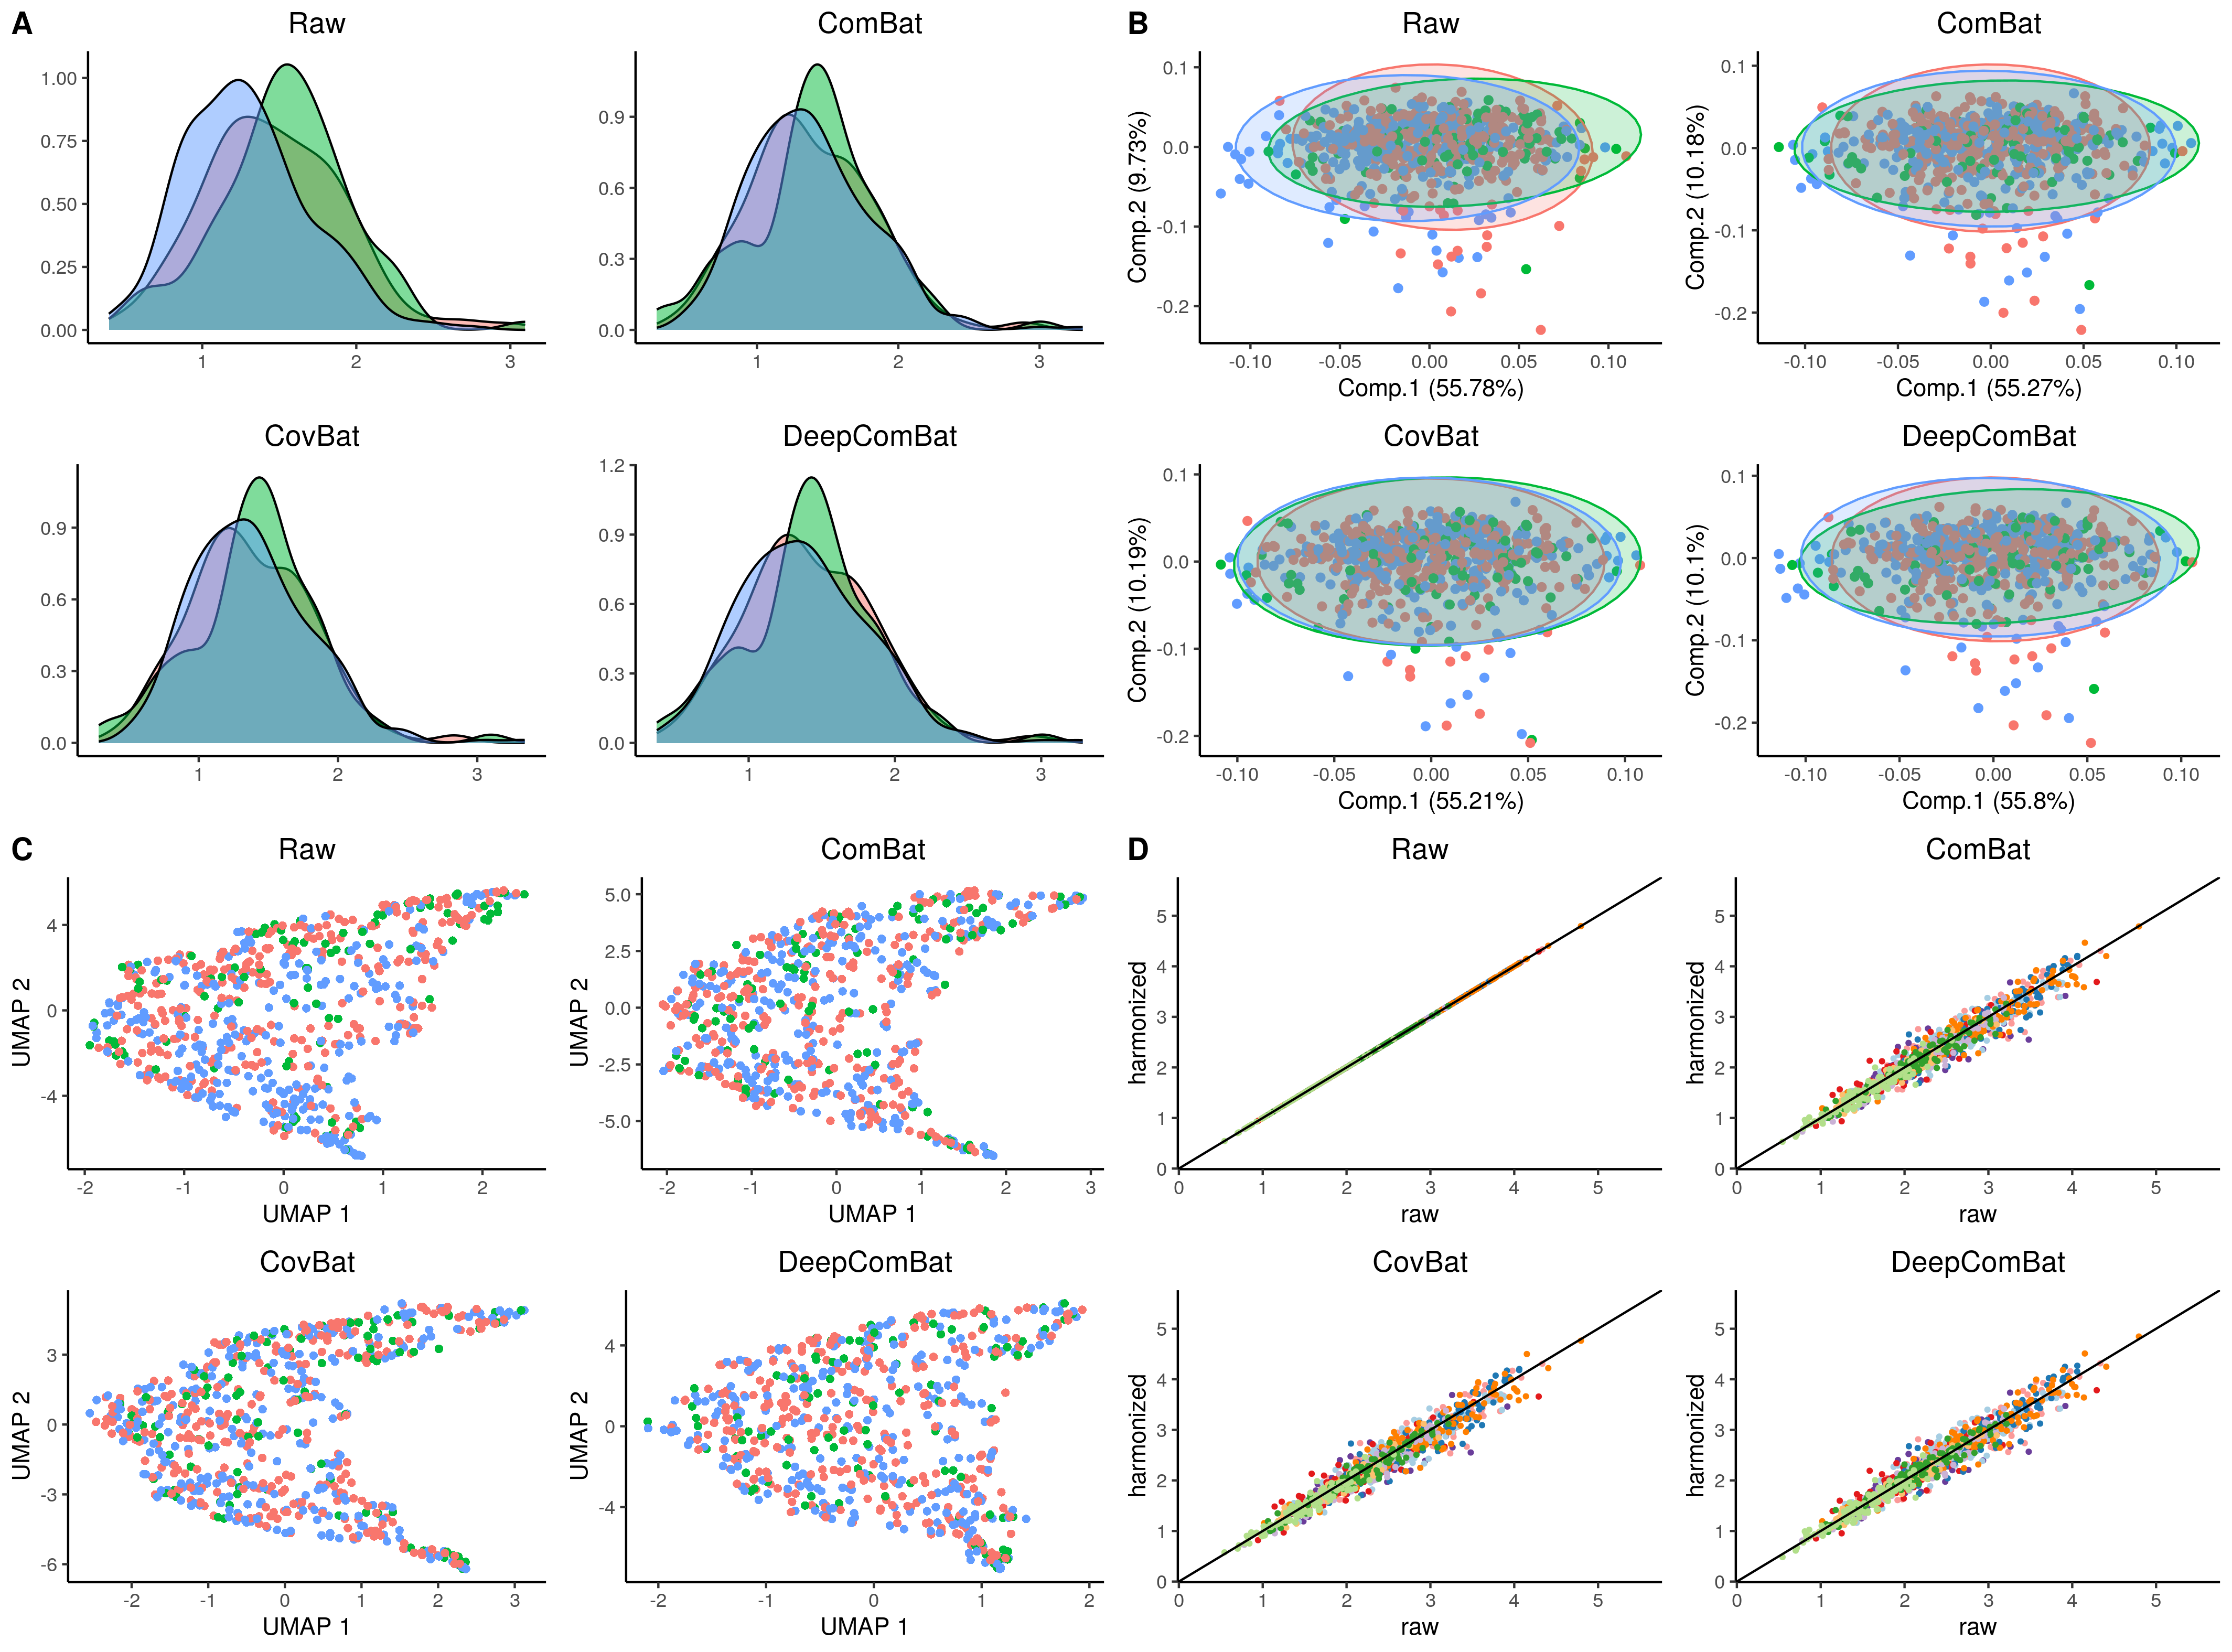 A
Raw
1.00
0.75
0.50
0.25
0.00
1 2 3
ComBat
0.9
0.6
0.3
0.0
1 2 3
CovBat
0.9
0.6
0.3
0.0
1 2 3
DeepComBat
1.2
0.9
0.6
0.3
0.0
1 2 3
B
Raw
Comp.2 (9.73%)
0.1
0.0
-0.1
-0.2
-0.10 -0.05 0.00 0.05 0.10
Comp.1 (55.78%)
ComBat
Comp.2 (10.18%)
0.1
0.0
-0.1
-0.2
-0.10 -0.05 0.00 0.05 0.10
Comp.1 (55.27%)
CovBat
Comp.2 (10.19%)
0.1
0.0
-0.1
-0.2
-0.10 -0.05 0.00 0.05 0.10
Comp.1 (55.21%)
DeepComBat
Comp.2 (10.1%)
0.1
0.0
-0.1
-0.2
-0.10 -0.05 0.00 0.05 0.10
Comp.1 (55.8%)
C
Raw
UMAP 2
4
0
-4
-2 -1 0 1 2
UMAP 1
ComBat
UMAP 2
5.0
2.5
0.0
-2.5
-5.0
-2 -1 0 1 2 3
UMAP 1
CovBat
UMAP 2
3
0
-3
-6
-2 -1 0 1 2 3
UMAP 1
DeepComBat
UMAP 2
4
0
-4
-2 -1 0 1 2
UMAP 1
D
Raw
harmonized
5
4
3
2
1
0
0 1 2 3 4 5
raw
ComBat
harmonized
5
4
3
2
1
0
0 1 2 3 4 5
raw
CovBat
harmonized
5
4
3
2
1
0
0 1 2 3 4 5
raw
DeepComBat
harmonized
5
4
3
2
1
0
0 1 2 3 4 5
raw